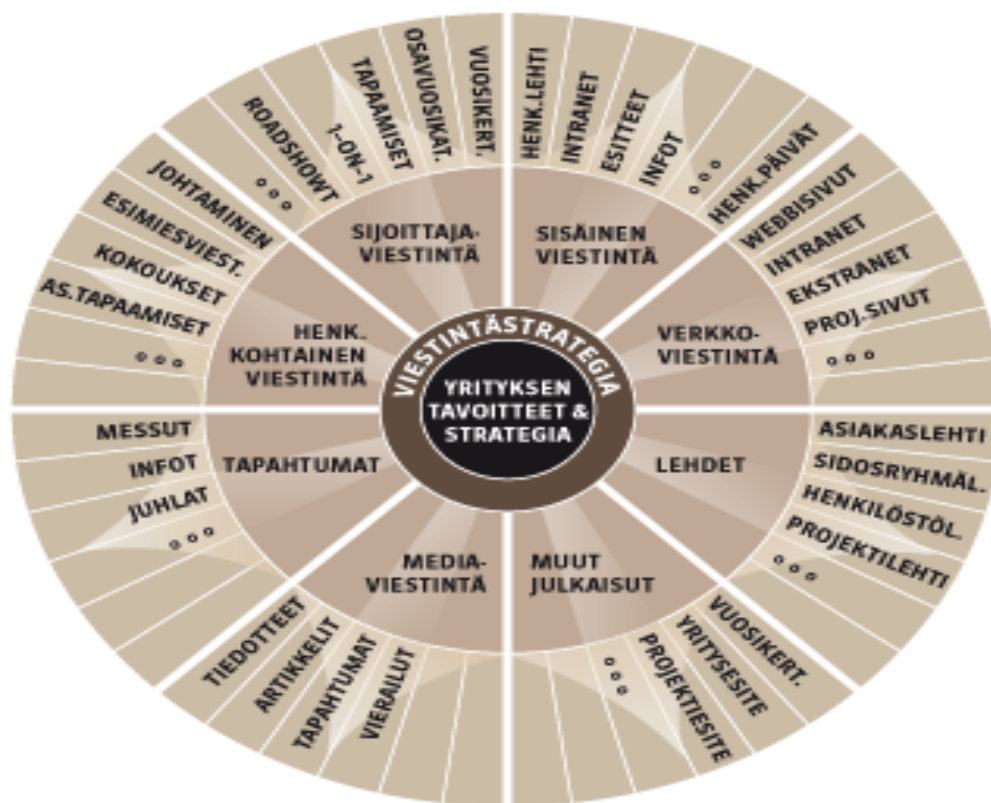 VIESTINTÄSTRATEGIA
YRITYKSEN
TAVOITTEET &
STRATEGIA
SISÄINEN
VIESTINTÄ
HENK.LEHTI
INTRANET
ESITTEET
INFOT
...
HENK.PÄIVÄT
VERKKO-
VIESTINTÄ
WEBBISIVUT
INTRANET
EKSTRANET
PROJ.SIVUT
...
LEHDET
ASIAKASLEHTI
SIDOSRYHMÄL.
HENKILÖSTÖL.
PROJEKTILEHTI
...
MUUT
JULKAISUT
VUOSIKERT.
YRITYSESITE
PROJEKTIESITE
...
MEDIA-
VIESTINTÄ
TIEDOTTEET
ARTIKKELIT
TAPAHTUMAT
VIERAILUT
TAPAHTUMAT
MESSUT
INFOT
JUHLAT
...
HENK.
KOHTAINEN
VIESTINTÄ
JOHTAMINEN
ESIMIESVIEST.
KOKOUKSET
AS.TAPAAMISET
...
SIJOITTAJA-
VIESTINTÄ
...
ROADSHOWT
1-ON-1
TAPAAMISET
OSAVUOSIKAT.
VUOSIKERT.